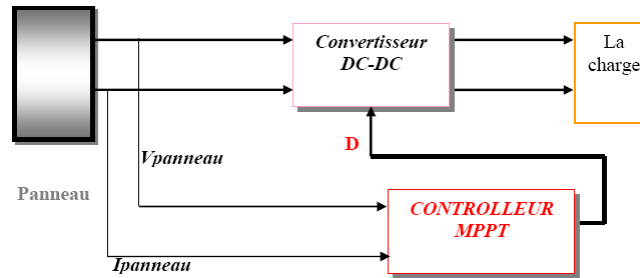 Convertisseur
DC-DC
La
charge
D
Vpanneau
Panneau
CONTROLLEUR
MPPT
Ipanneau